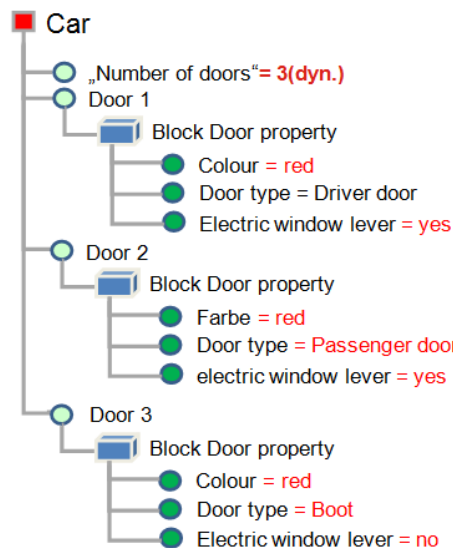 Car
„Number of doors“= 3(dyn.)
Door 1
Block Door property
Colour = red
Door type = Driver door
Electric window lever = yes
Door 2
Block Door property
Farbe = red
Door type = Passenger door
electric window lever = yes
Door 3
Block Door property
Colour = red
Door type = Boot
Electric window lever = no